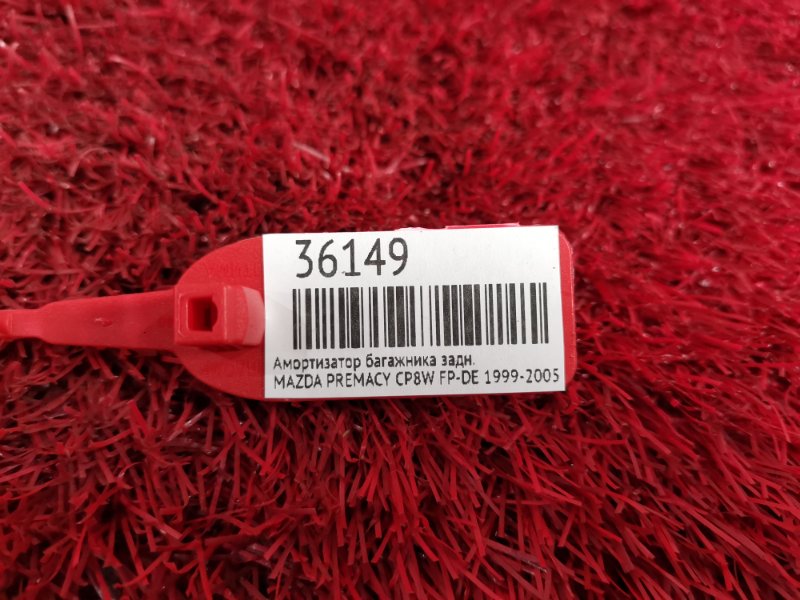 36149
Амортизатор багажника задн.
MAZDA PREMACY CP8W FP-DE 1999-2005